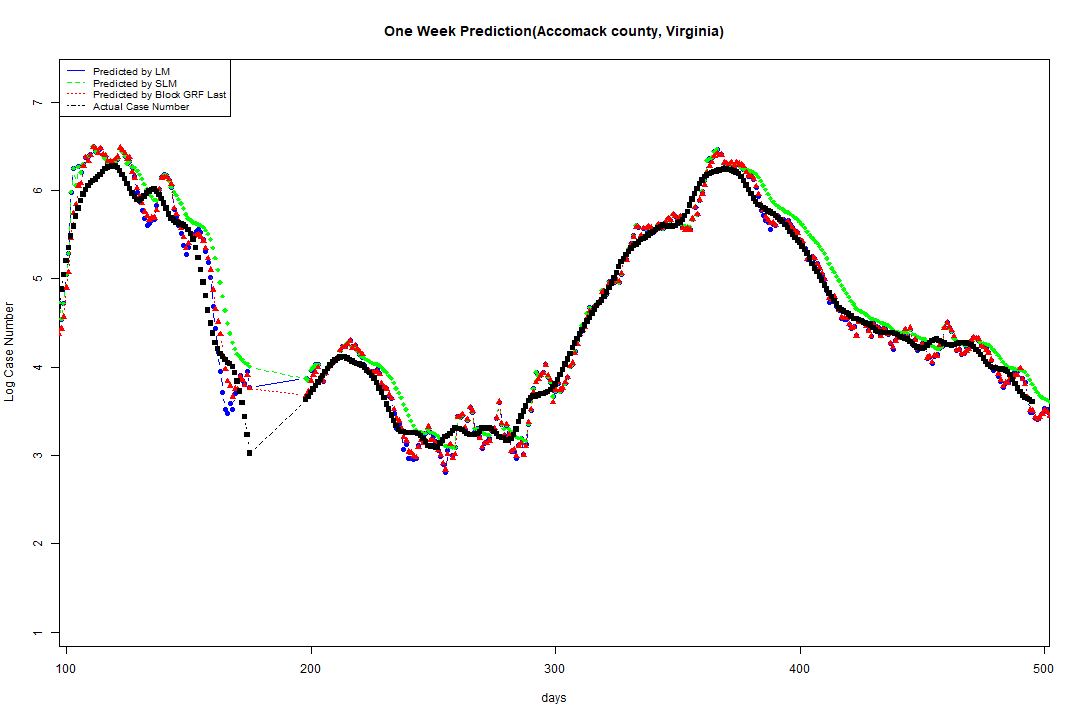 One Week Prediction(Accomack county, Virginia)
Predicted by LM
Predicted by SLM
Predicted by Block GRF Last
Actual Case Number
7
6
5
4
3
2
1
Log Case Number
100 200 300 400 500
days